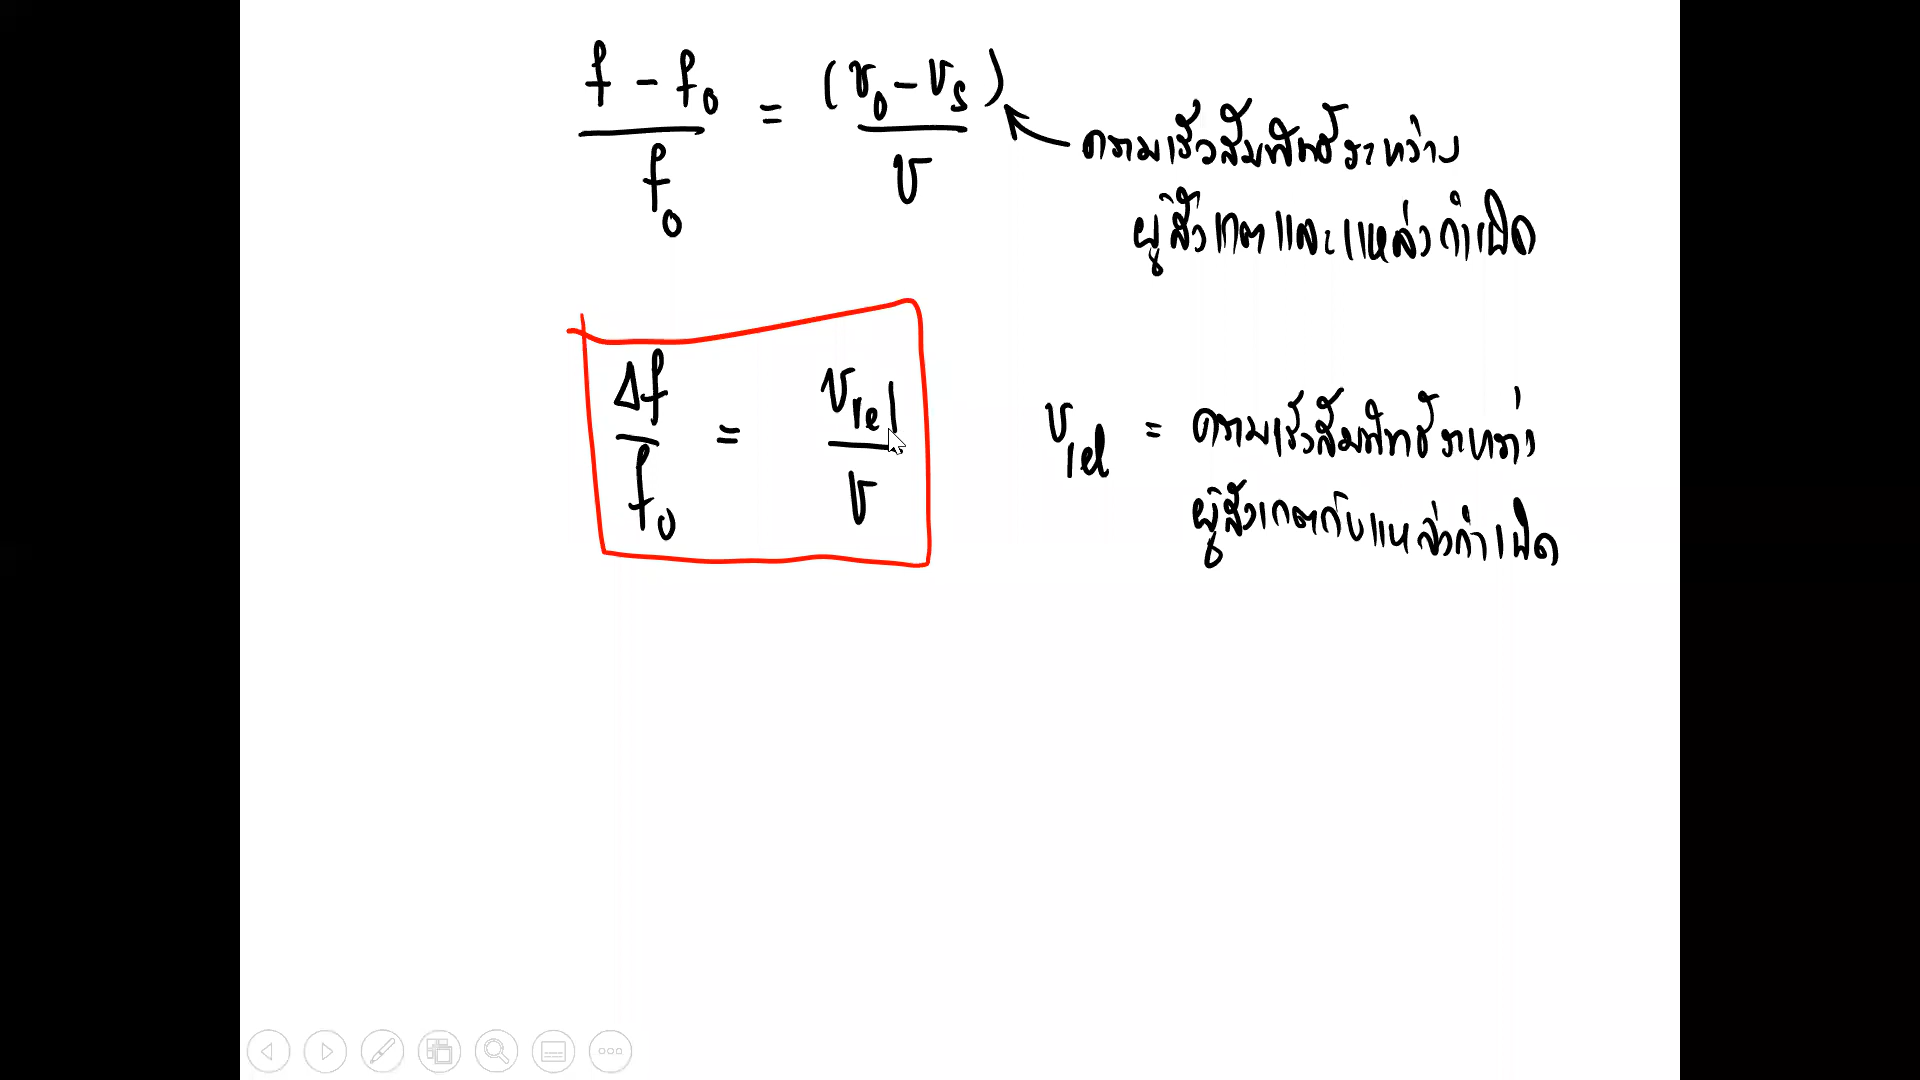 f - f₀ / f₀ = (v₀ - vₛ) / v
ความเร็วสัมพัทธ์ระหว่าง
ผู้สังเกตและแหล่งกำเนิด
Δf / f₀ = v_rel / v
v_rel = ความเร็วสัมพัทธ์ระหว่าง
ผู้สังเกตกับแหล่งกำเนิด